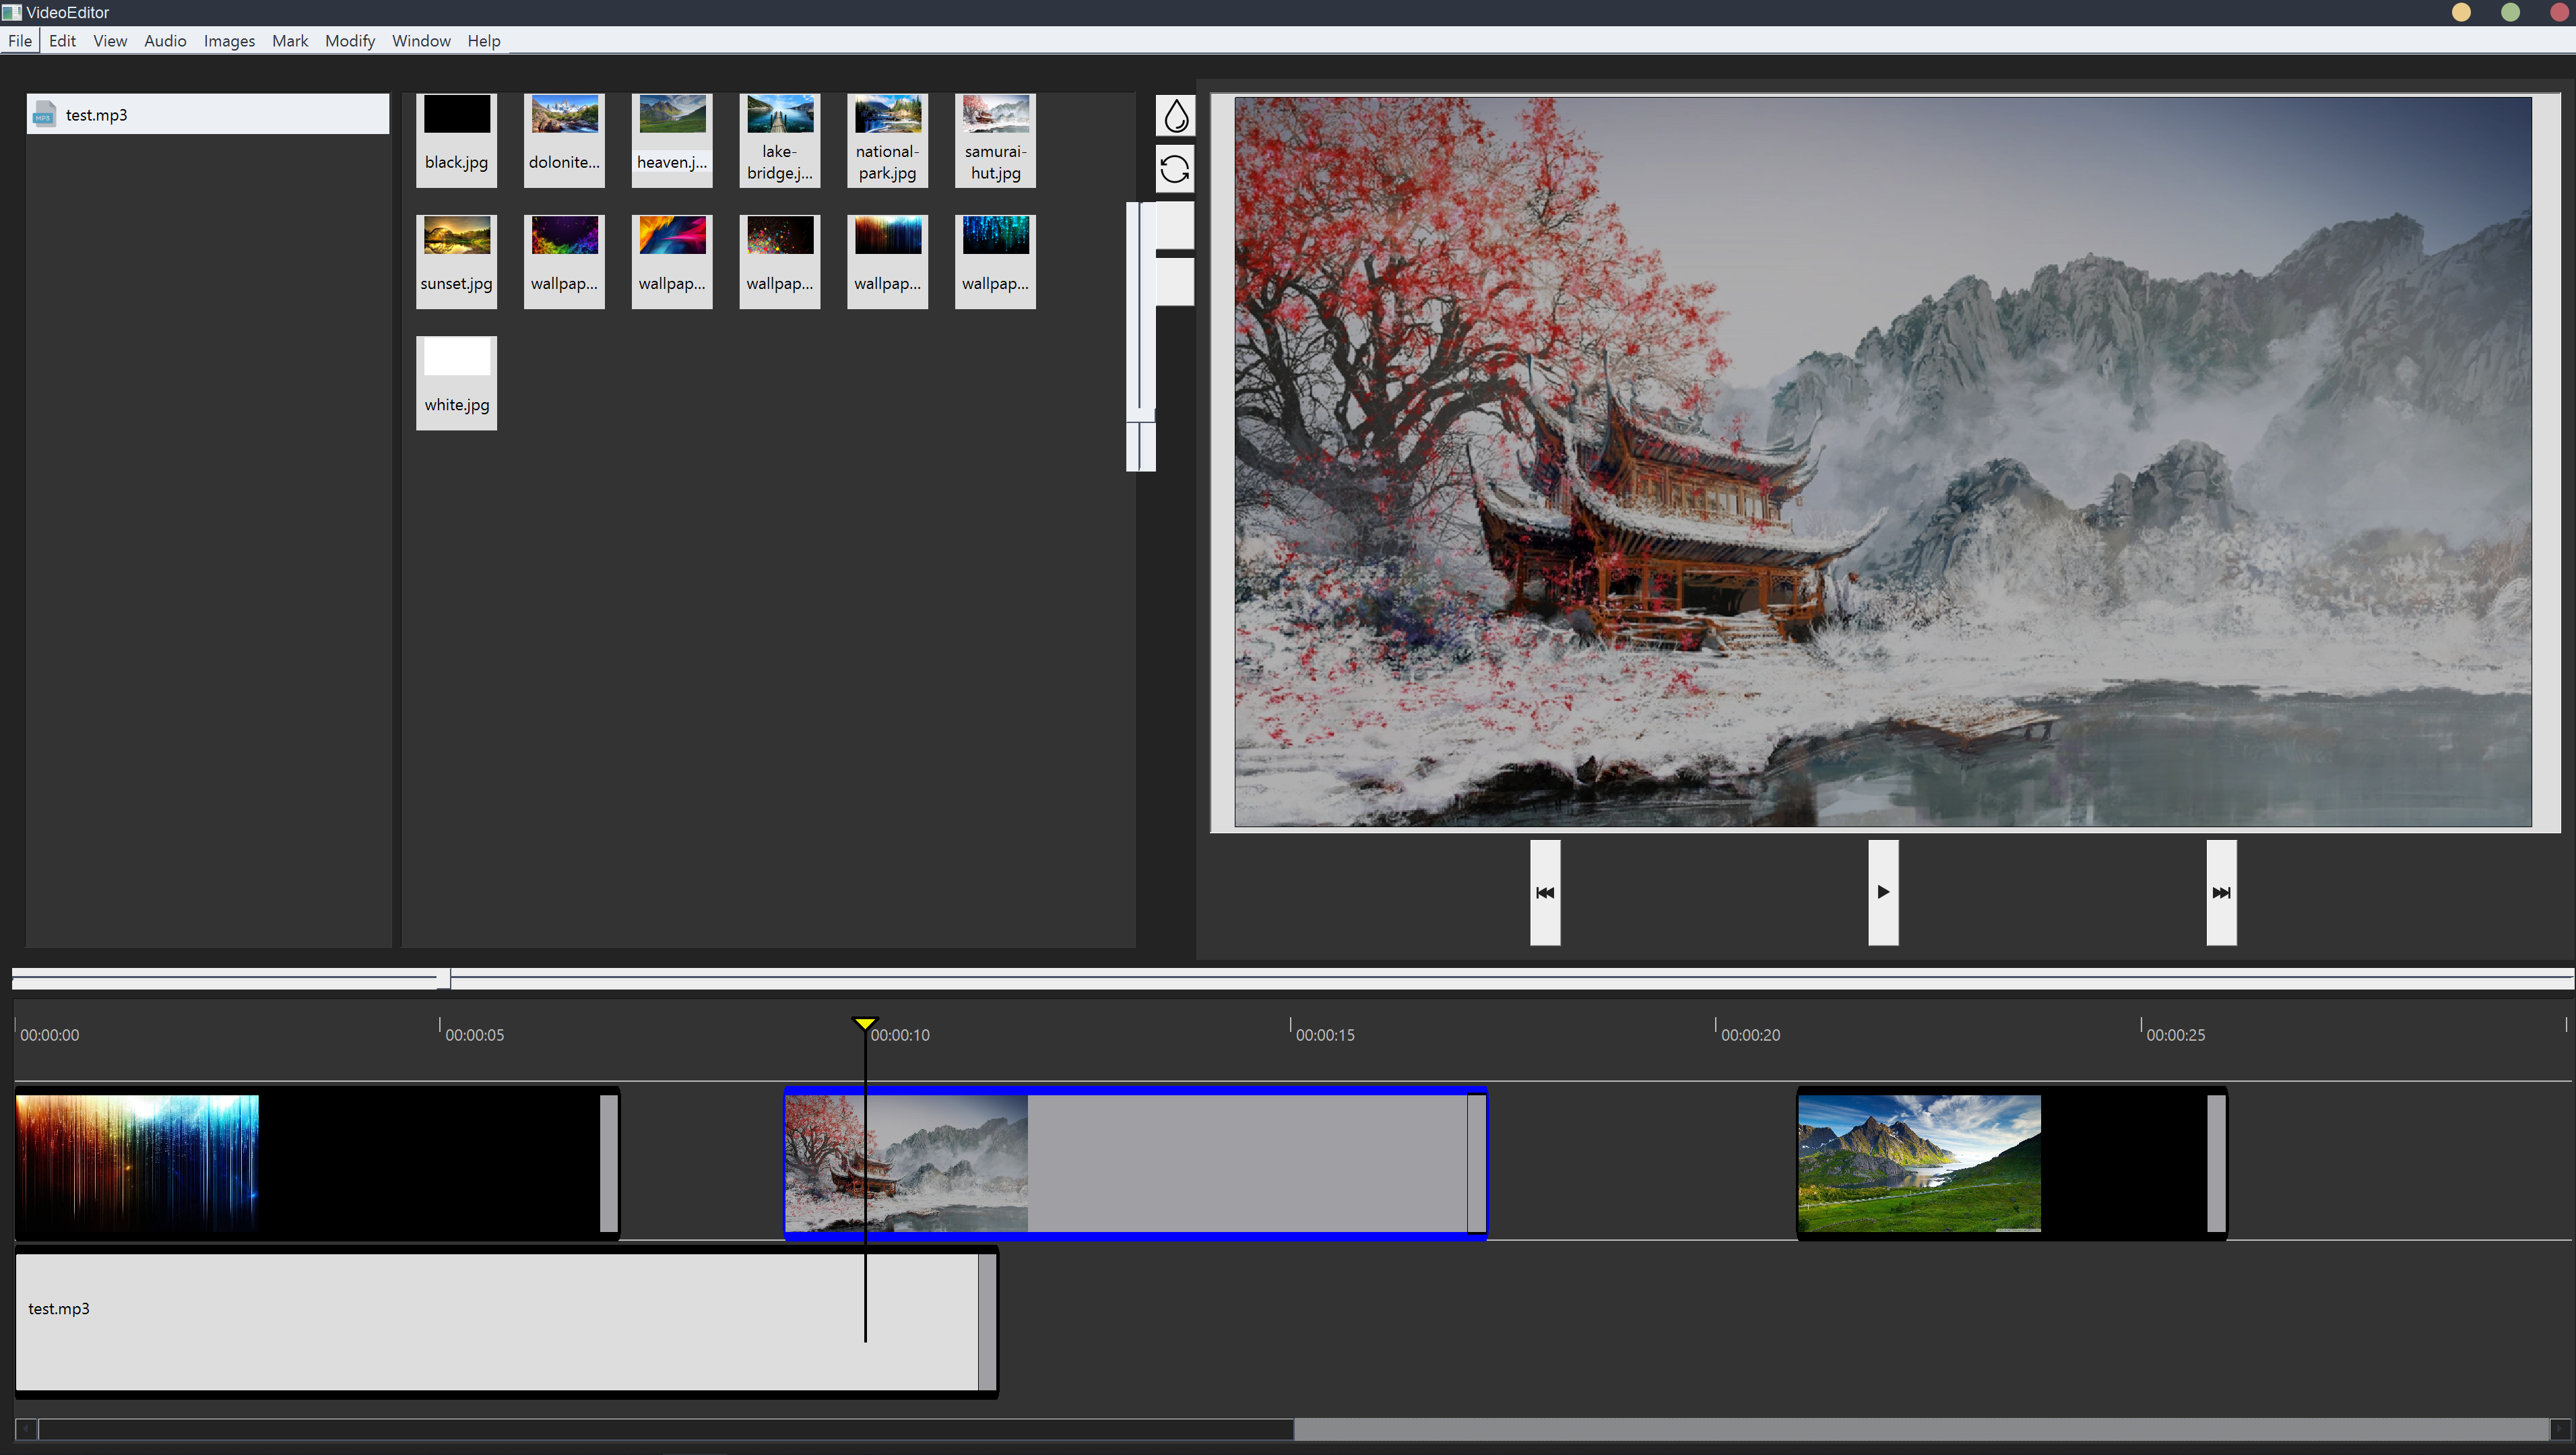 VideoEditor
File Edit View Audio Images Mark Modify Window Help
MP3 test.mp3
black.jpg
dolonite...
heaven.j...
lake-
bridge.j...
national-
park.jpg
samurai-
hut.jpg
sunset.jpg
wallpap...
wallpap...
wallpap...
wallpap...
wallpap...
white.jpg
00:00:00 00:00:05 00:00:10 00:00:15 00:00:20 00:00:25
test.mp3